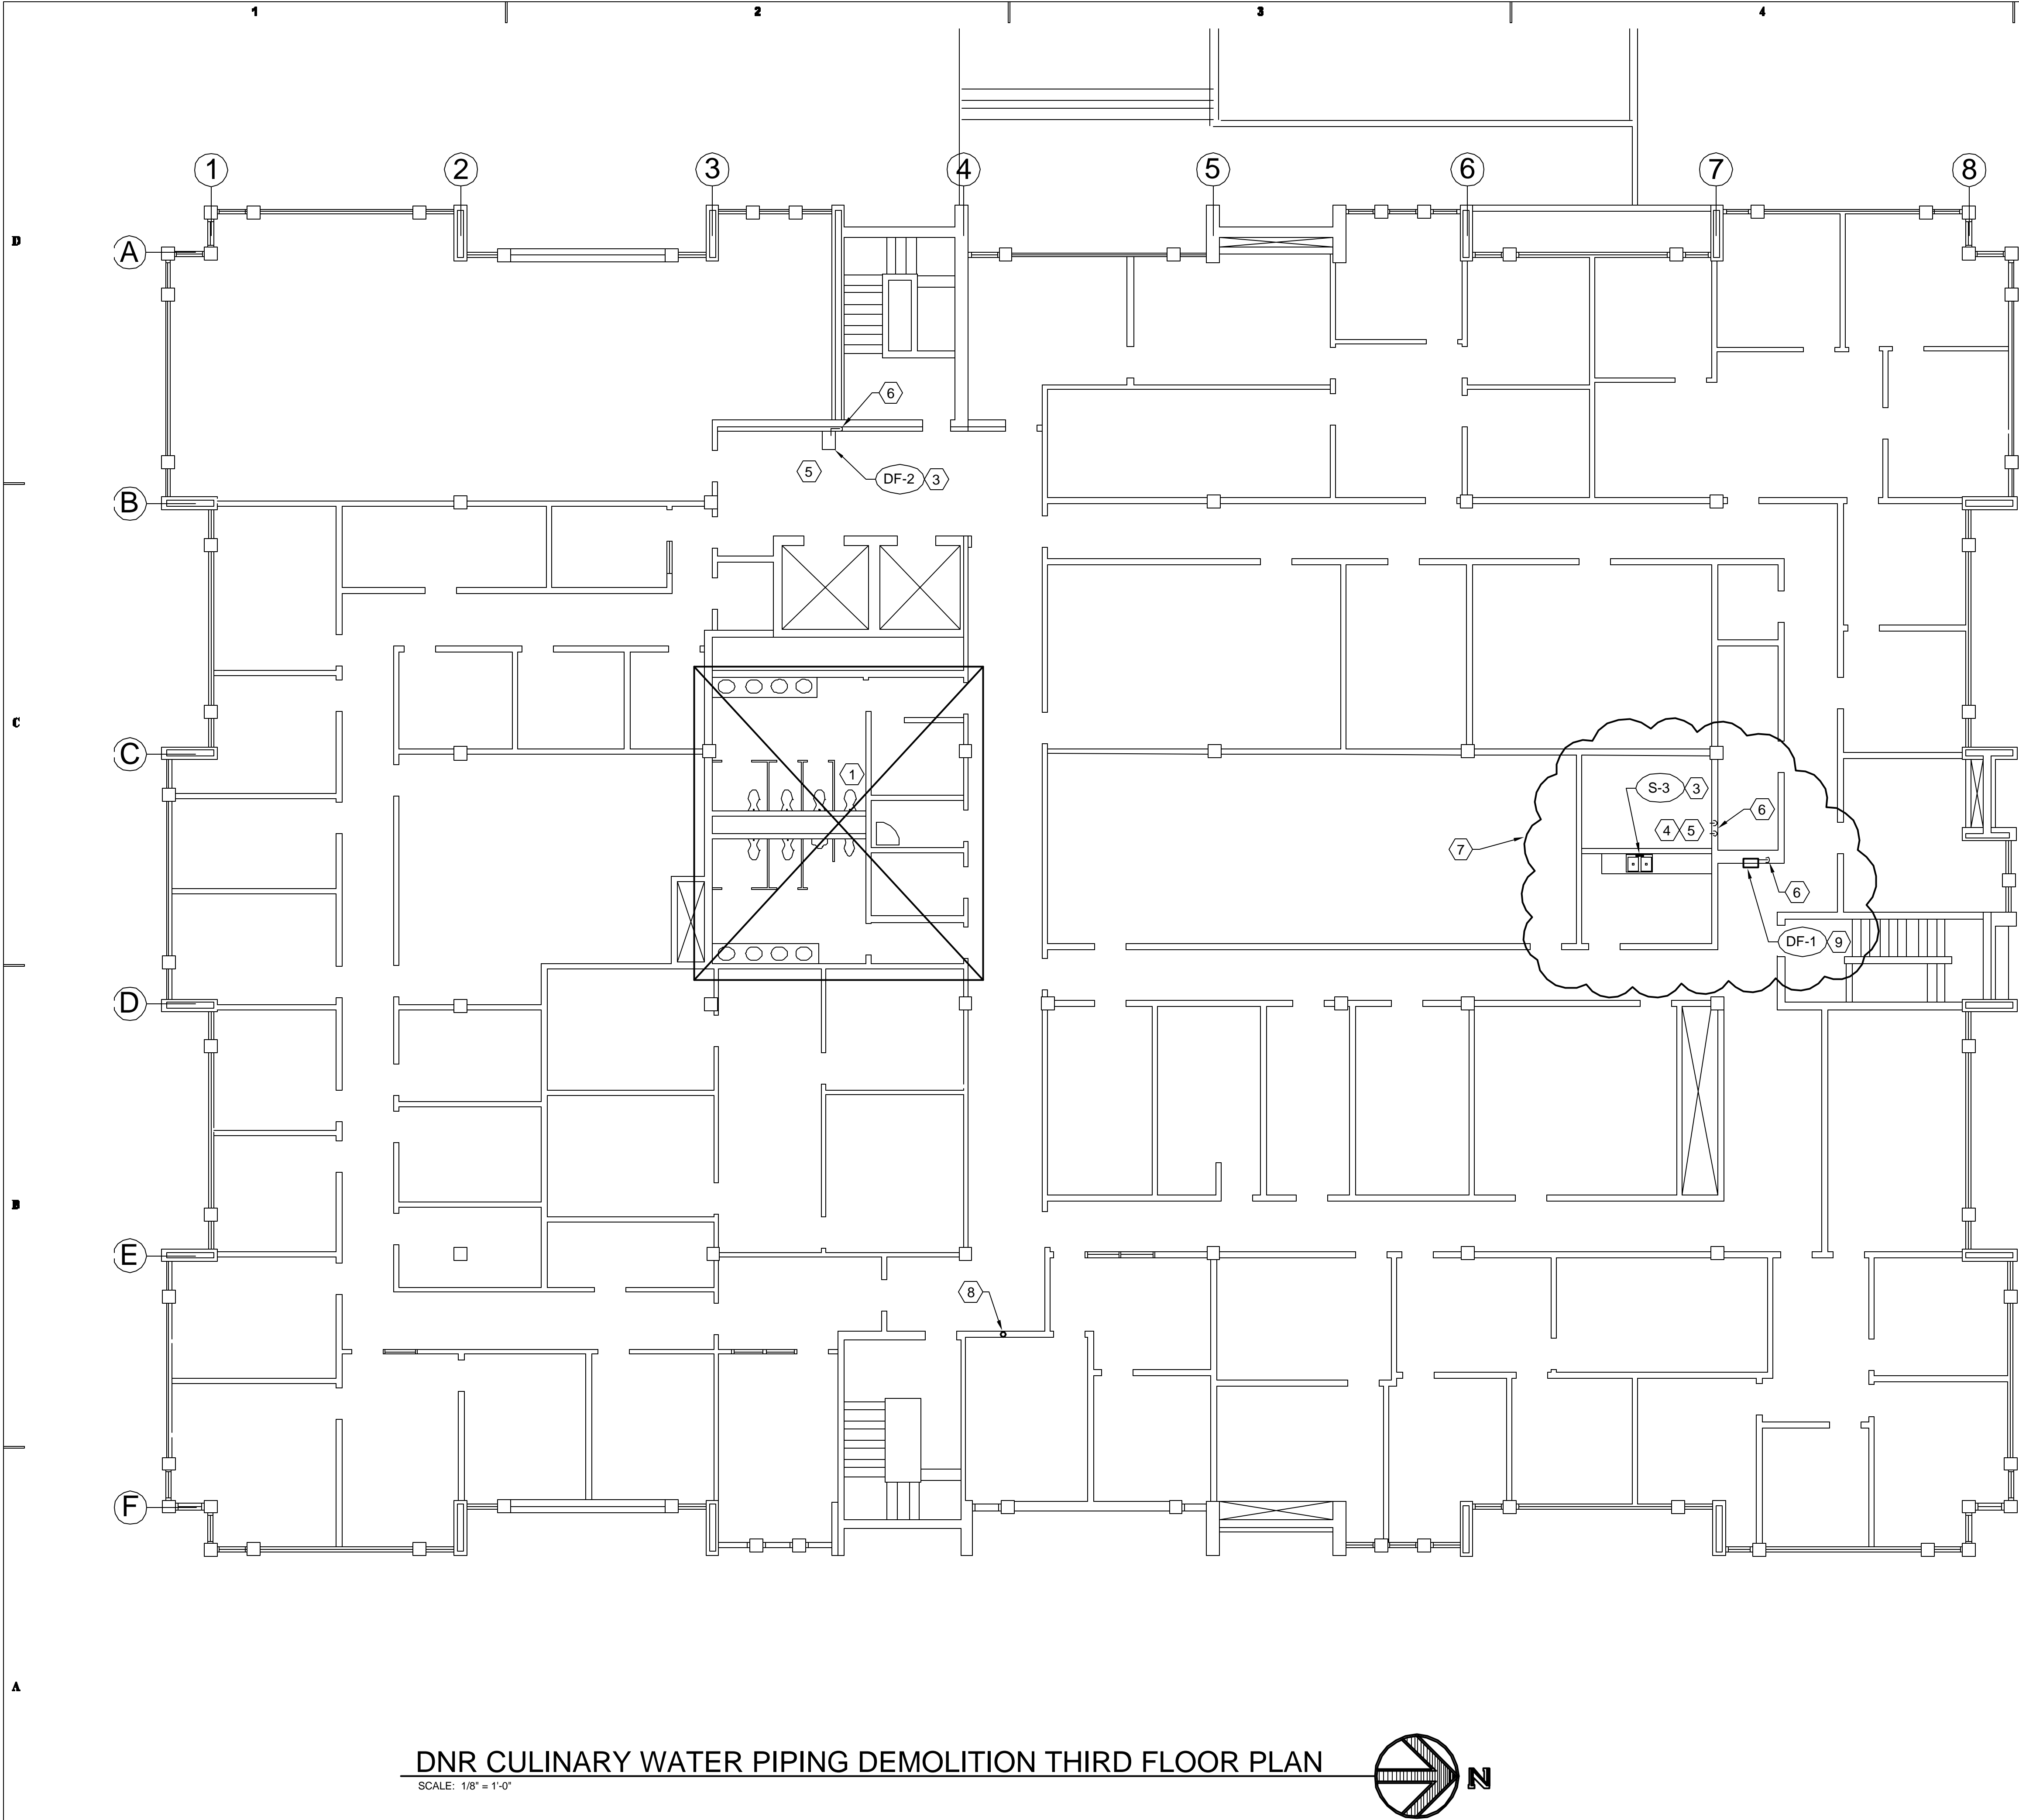 1 2 3 4
1 2 3 4 5 6 7 8
D
A
6
5 DF-2 3
B
C
C
1
S-3 3
6
4 5
7
6
DF-1 9
D
B
E
8
F
A
DNR CULINARY WATER PIPING DEMOLITION THIRD FLOOR PLAN
SCALE: 1/8" = 1'-0"
N